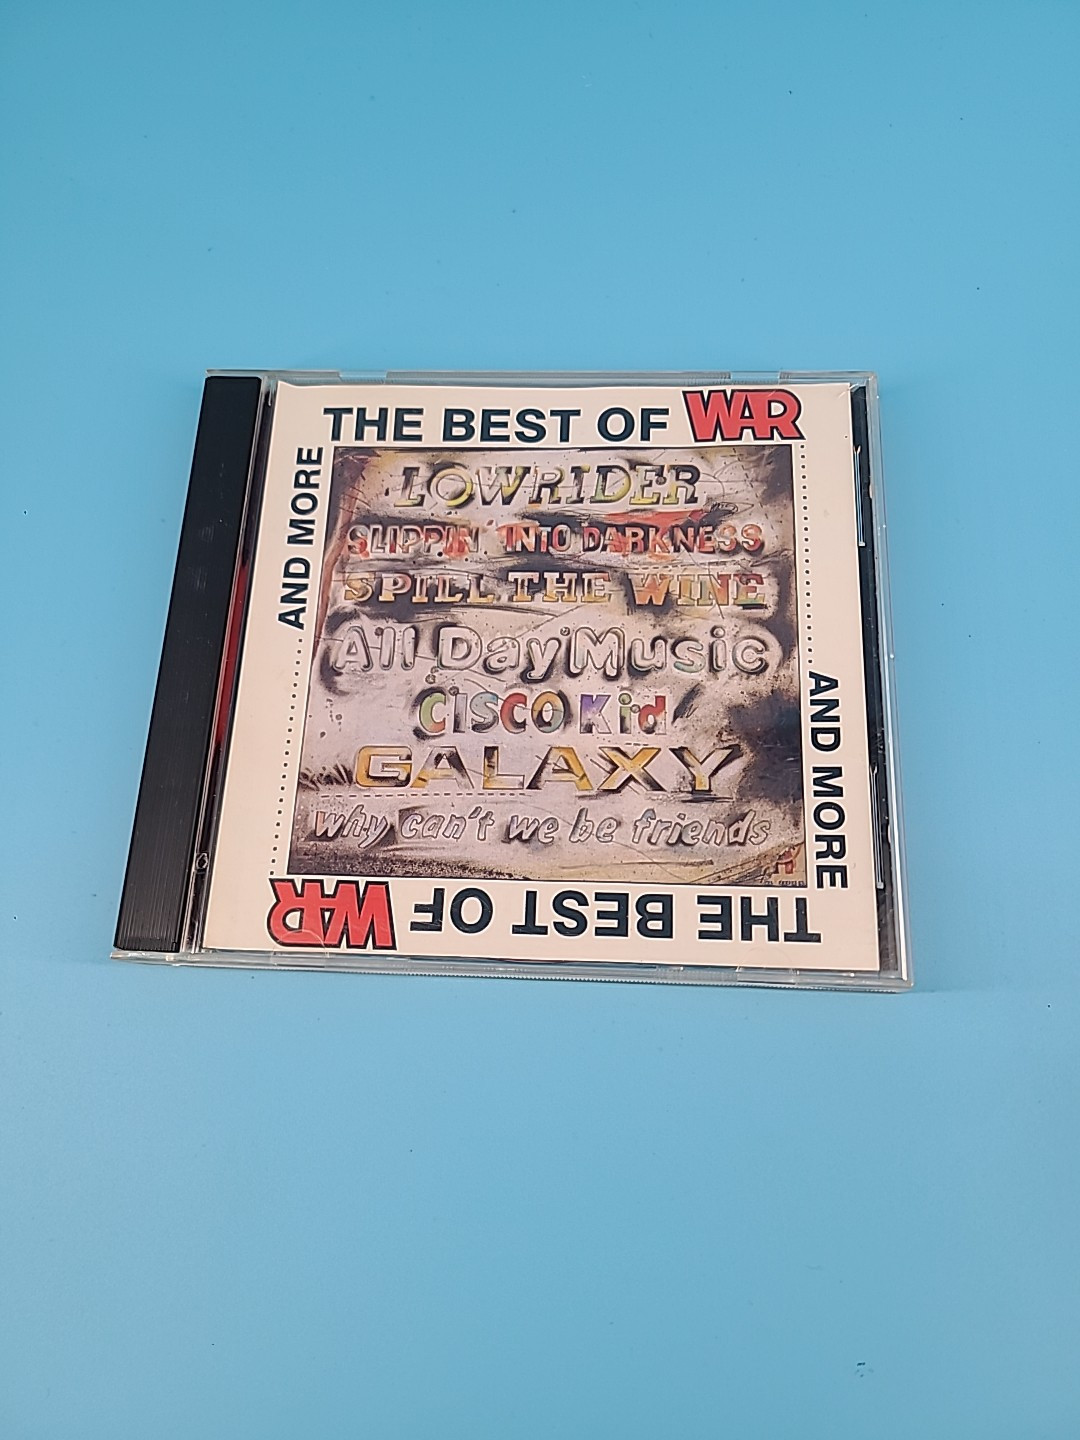 THE BEST OF WAR
AND MORE
LOWRIDER
SLIPPIN' INTO DARKNESS
SPILL THE WINE
All Day Music
CISCO Kid
GALAXY
why can't we be friends
AND MORE
THE BEST OF WAR